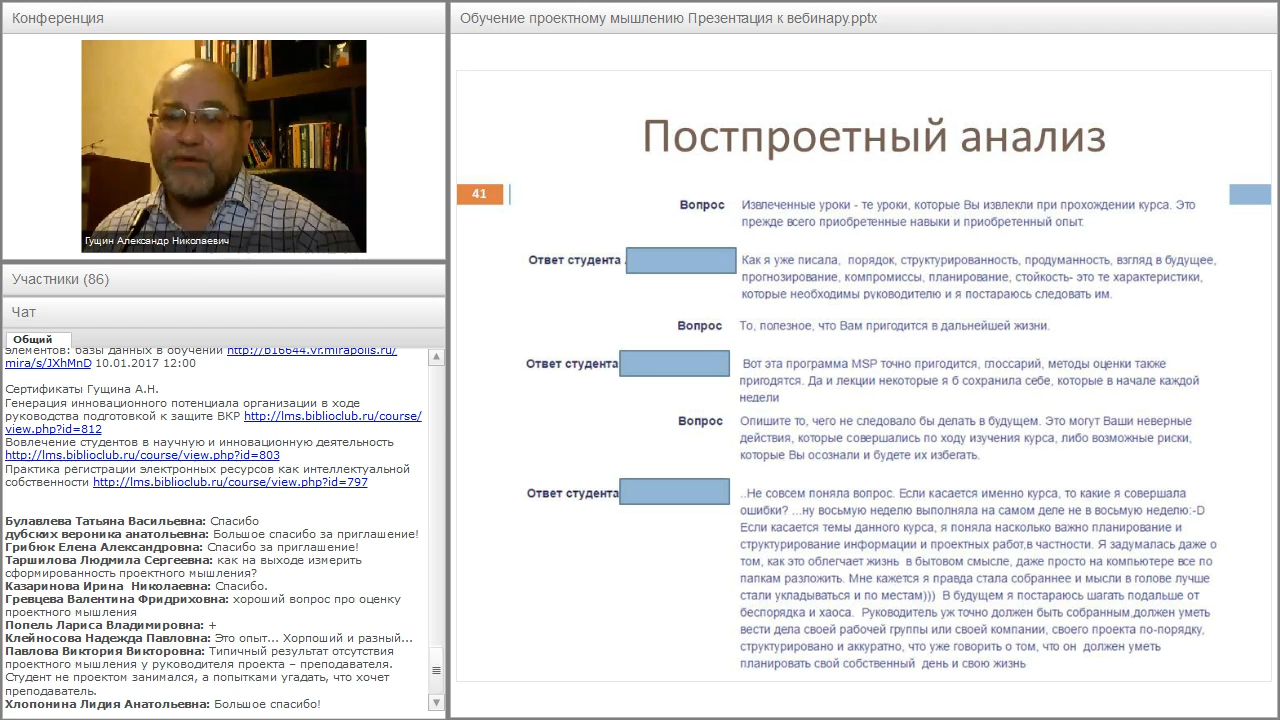 Конференция
Гущин Александр Николаевич
Участники (86)
Чат
Общий
элементов: базы данных в обучении http://b16644.vr.mirapolis.ru/
mira/s/JXhMnD 10.01.2017 12:00
Сертификаты Гущина А.Н.
Генерация инновационного потенциала организации в ходе
руководства подготовкой к защите ВКР http://lms.biblioclub.ru/course/
view.php?id=812
Вовлечение студентов в научную и инновационную деятельность
http://lms.biblioclub.ru/course/view.php?id=803
Практика регистрации электронных ресурсов как интеллектуальной
собственности http://lms.biblioclub.ru/course/view.php?id=797
Булавлева Татьяна Васильевна: Спасибо
дубских вероника анатольевна: Большое спасибо за приглашение!
Грибюк Елена Александровна: Спасибо за приглашение!
Таршилова Людмила Сергеевна: как на выходе измерить
сформированность проектного мышления?
Казаринова Ирина  Николаевна: Спасибо.
Гревцева Валентина Фридриховна: хороший вопрос про оценку
проектного мышления
Попель Лариса Владимировна: +
Клейносова Надежда Павловна: Это опыт... Хороший и разный...
Павлова Виктория Викторовна: Типичный результат отсутствия
проектного мышления у руководителя проекта – преподавателя.
Студент не проектом занимался, а попытками угадать, что хочет
преподаватель.
Хлопонина Лидия Анатольевна: Большое спасибо!
Обучение проектному мышлению Презентация к вебинару.pptx
Постпроетный анализ
41
Вопрос Извлеченные уроки - те уроки, которые Вы извлекли при прохождении курса. Это
прежде всего приобретенные навыки и приобретенный опыт.
Ответ студента Как я уже писала,  порядок, структурированность, продуманность, взгляд в будущее,
прогнозирование, компромиссы, планирование, стойкость- это те характеристики,
которые необходимы руководителю и я постараюсь следовать им.
Вопрос То, полезное, что Вам пригодится в дальнейшей жизни.
Ответ студента Вот эта программа MSP точно пригодится, глоссарий, методы оценки также
пригодятся. Да и лекции некоторые я б сохранила себе, которые в начале каждой
недели
Вопрос Опишите то, чего не следовало бы делать в будущем. Это могут Ваши неверные
действия, которые совершались по ходу изучения курса, либо возможные риски,
которые Вы осознали и будете их избегать.
Ответ студента ..Не совсем поняла вопрос. Если касается именно курса, то какие я совершала
ошибки? ...ну восьмую неделю выполняла на самом деле не в восьмую неделю:-D
Если касается темы данного курса, я поняла насколько важно планирование и
структурирование информации и проектных работ,в частности. Я задумалась даже о
том, как это облегчает жизнь  в бытовом смысле, даже просто на компьютере все по
папкам разложить. Мне кажется я правда стала собраннее и мысли в голове лучше
стали укладываться и по местам)))  В будущем я постараюсь шагать подальше от
беспорядка и хаоса.  Руководитель уж точно должен быть собранным,должен уметь
вести дела своей рабочей группы или своей компании, своего проекта по-порядку,
структурировано и аккуратно, что уже говорить о том, что он  должен уметь
планировать свой собственный  день и свою жизнь